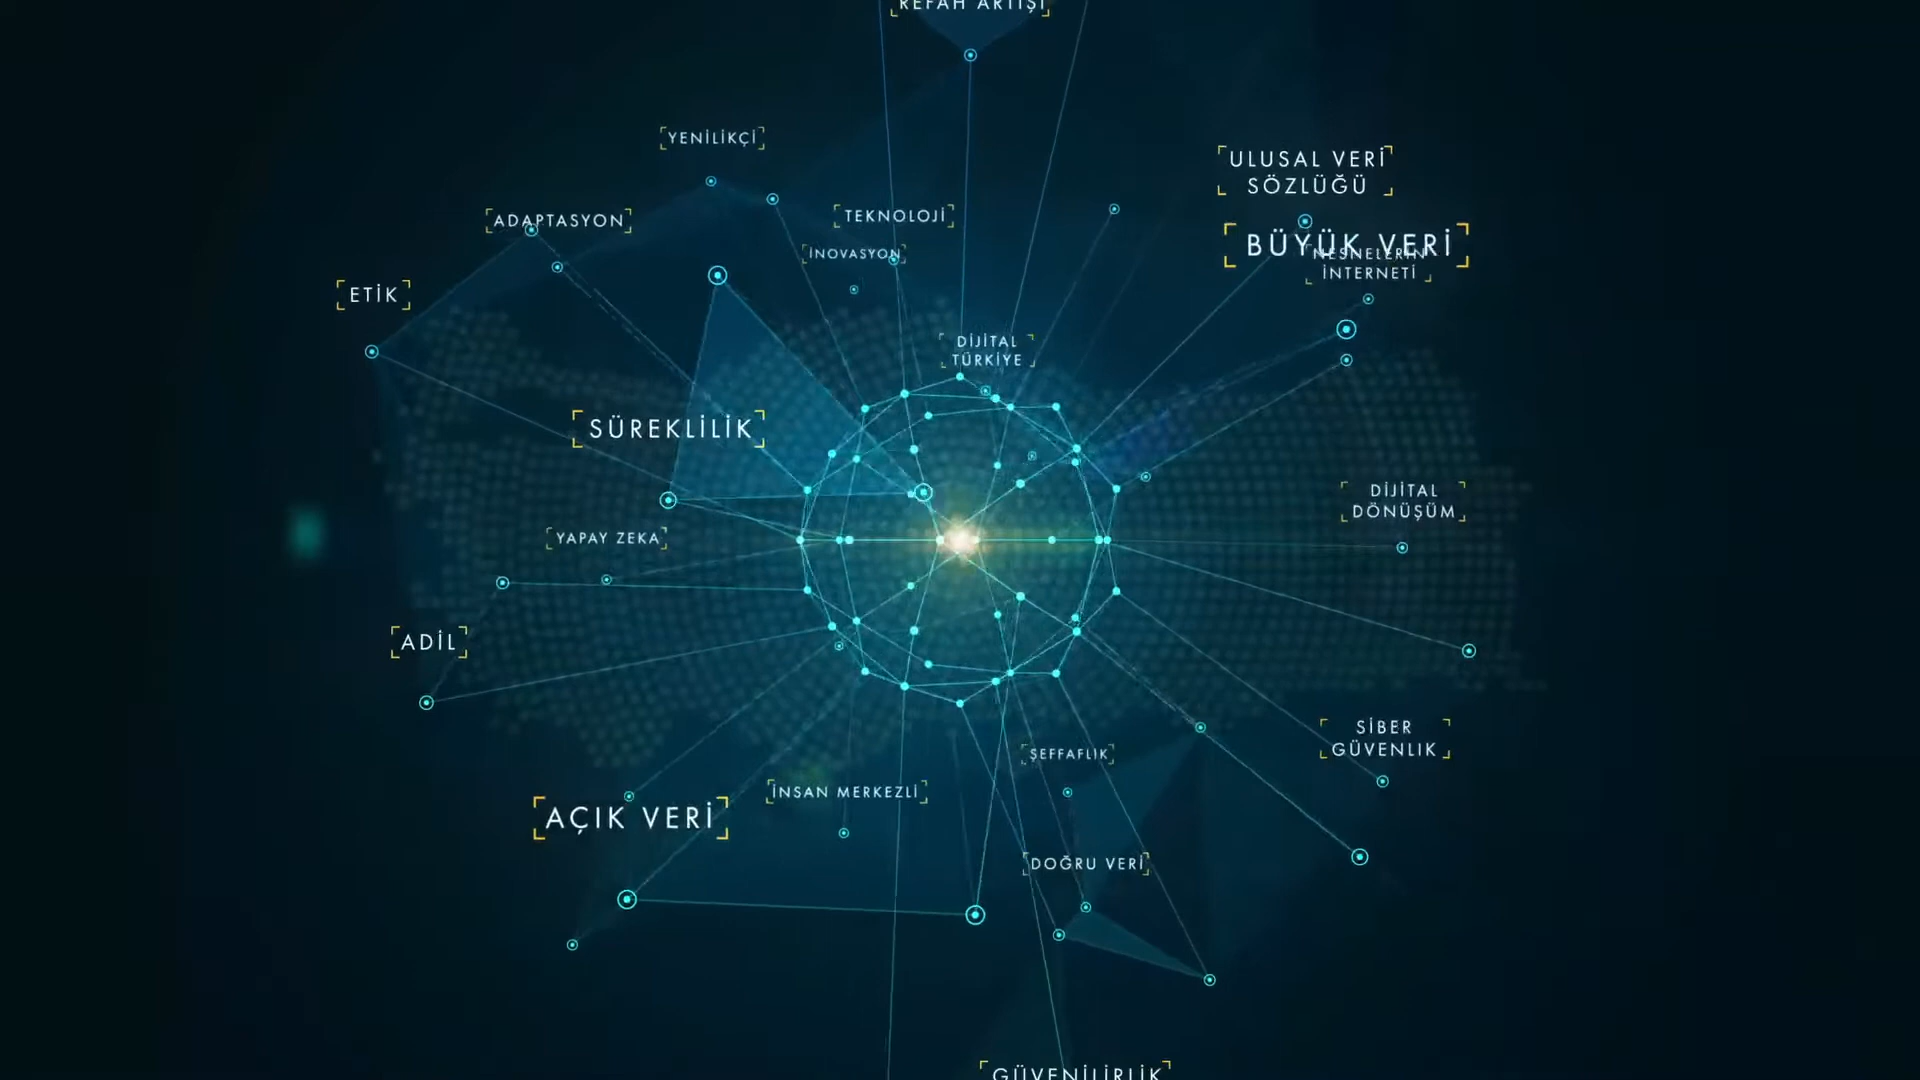 REFAH ARTIŞI
YENİLİKÇİ
ULUSAL VERİ
SÖZLÜĞÜ
ADAPTASYON
TEKNOLOJİ
BÜYÜK VERİ
İNOVASYON
NESNELERİN
İNTERNETİ
ETİK
DİJİTAL
TÜRKİYE
SÜREKLİLİK
DİJİTAL
DÖNÜŞÜM
YAPAY ZEKA
ADİL
SİBER
GÜVENLIK
ŞEFFAFLIK
İNSAN MERKEZLİ
AÇIK VERİ
DOĞRU VERİ
GÜVENİLİRLİK